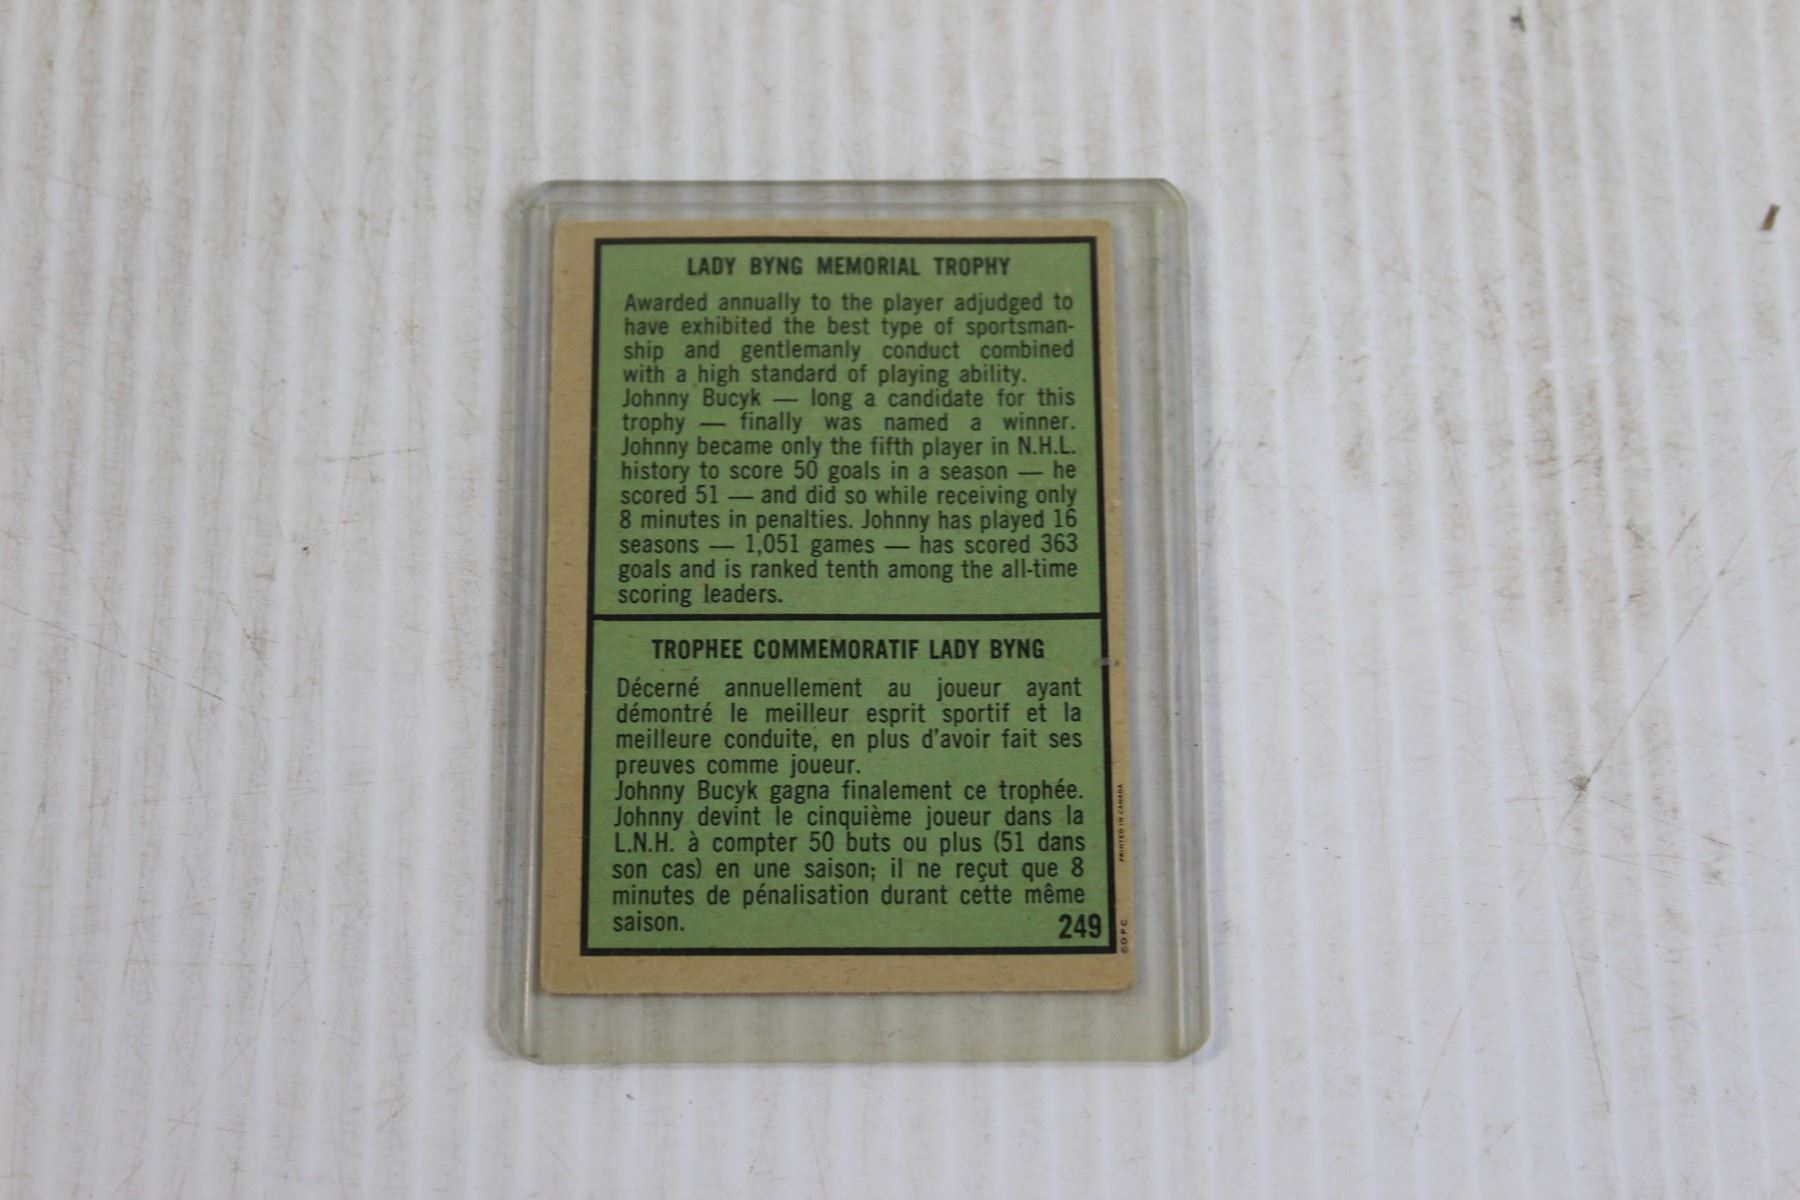 LADY BYNG MEMORIAL TROPHY
Awarded annually to the player adjudged to
have exhibited the best type of sportsman-
ship and gentlemanly conduct combined
with a high standard of playing ability.
Johnny Bucyk — long a candidate for this
trophy — finally was named a winner.
Johnny became only the fifth player in N.H.L.
history to score 50 goals in a season — he
scored 51 — and did so while receiving only
8 minutes in penalties. Johnny has played 16
seasons — 1,051 games — has scored 363
goals and is ranked tenth among the all-time
scoring leaders.
TROPHEE COMMEMORATIF LADY BYNG
Décerné annuellement au joueur ayant
démontré le meilleur esprit sportif et la
meilleure conduite, en plus d'avoir fait ses
preuves comme joueur.
Johnny Bucyk gagna finalement ce trophée.
Johnny devint le cinquième joueur dans la
L.N.H. à compter 50 buts ou plus (51 dans
son cas) en une saison; il ne reçut que 8
minutes de pénalisation durant cette même
saison.
249
© O.P.C.
PRINTED IN CANADA